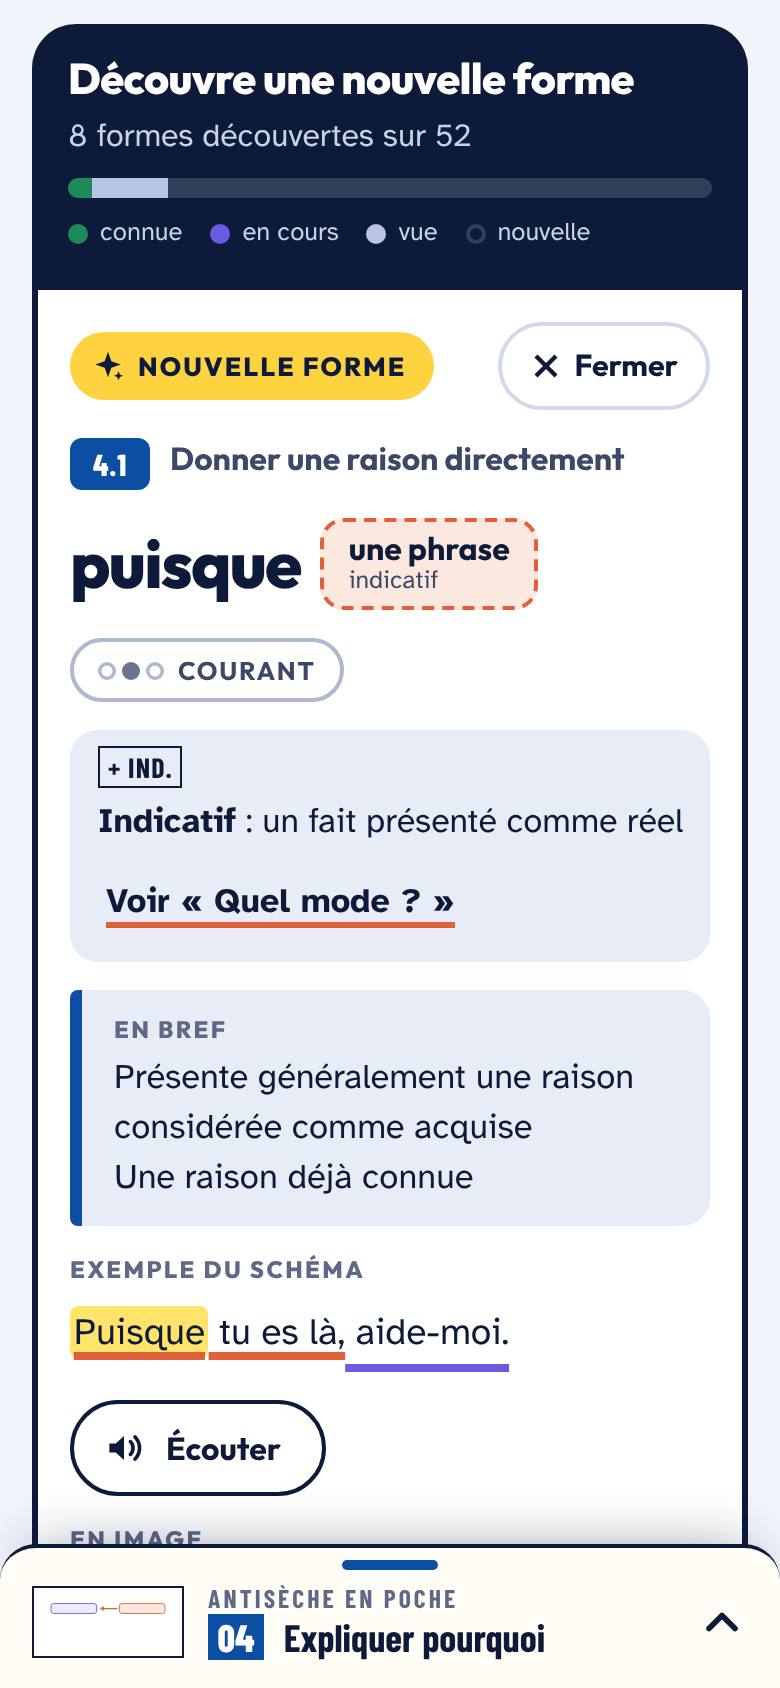 Découvre une nouvelle forme
8 formes découvertes sur 52
connue en cours vue nouvelle
NOUVELLE FORME
Fermer
4.1 Donner une raison directement
puisque
une phrase
indicatif
COURANT
+ IND.
Indicatif : un fait présenté comme réel
Voir « Quel mode ? »
EN BREF
Présente généralement une raison
considérée comme acquise
Une raison déjà connue
EXEMPLE DU SCHÉMA
Puisque tu es là, aide-moi.
Écouter
EN IMAGE
ANTISÈCHE EN POCHE
04 Expliquer pourquoi